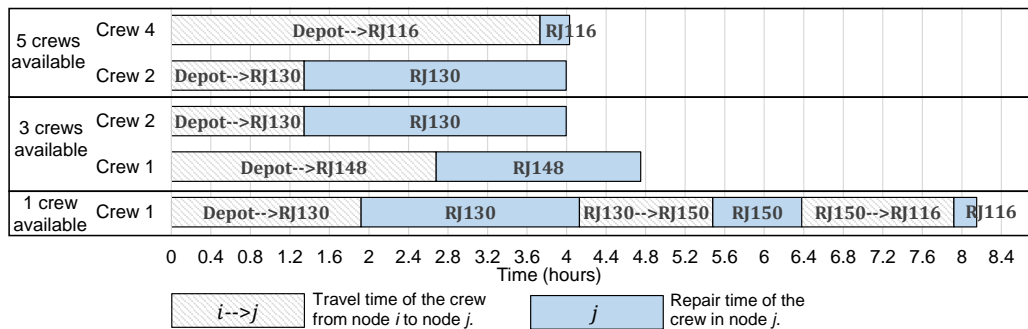 5 crews available
Crew 4
Depot-->RJ116
RJ116
Crew 2
Depot-->RJ130
RJ130
3 crews available
Crew 2
Depot-->RJ130
RJ130
Crew 1
Depot-->RJ148
RJ148
1 crew available
Crew 1
Depot-->RJ130
RJ130
RJ130-->RJ150
RJ150
RJ150-->RJ116
RJ116
0 0.4 0.8 1.2 1.6 2 2.4 2.8 3.2 3.6 4 4.4 4.8 5.2 5.6 6 6.4 6.8 7.2 7.6 8 8.4
Time (hours)
i-->j
Travel time of the crew
from node i to node j.
j
Repair time of the
crew in node j.